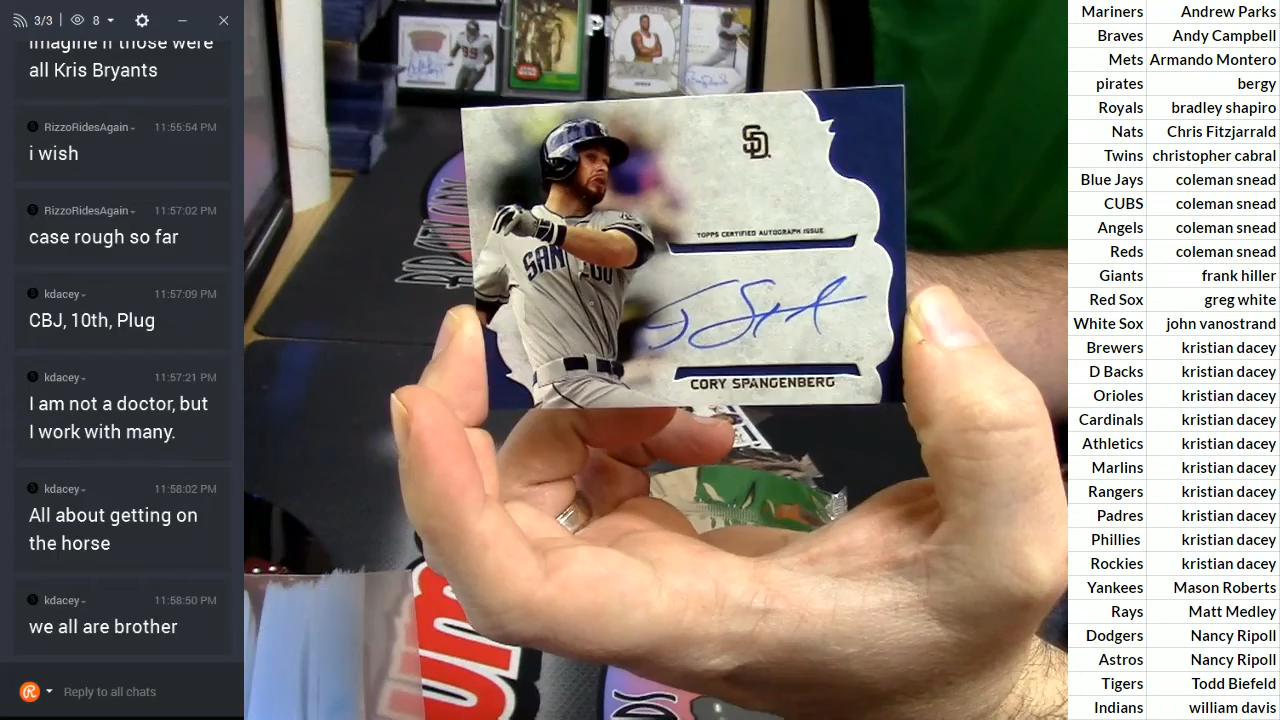 3/3
8
imagine if those were
all Kris Bryants
RizzoRidesAgain 11:55:54 PM
i wish
RizzoRidesAgain 11:57:02 PM
case rough so far
kdacey 11:57:09 PM
CBJ, 10th, Plug
kdacey 11:57:21 PM
I am not a doctor, but
I work with many.
kdacey 11:58:02 PM
All about getting on
the horse
kdacey 11:58:50 PM
we all are brother
Reply to all chats
SD
TOPPS CERTIFIED AUTOGRAPH ISSUE
CORY SPANGENBERG
Mariners Andrew Parks
Braves Andy Campbell
Mets Armando Montero
pirates bergy
Royals bradley shapiro
Nats Chris Fitzjarrald
Twins christopher cabral
Blue Jays coleman snead
CUBS coleman snead
Angels coleman snead
Reds coleman snead
Giants frank hiller
Red Sox greg white
White Sox john vanostrand
Brewers kristian dacey
D Backs kristian dacey
Orioles kristian dacey
Cardinals kristian dacey
Athletics kristian dacey
Marlins kristian dacey
Rangers kristian dacey
Padres kristian dacey
Phillies kristian dacey
Rockies kristian dacey
Yankees Mason Roberts
Rays Matt Medley
Dodgers Nancy Ripoll
Astros Nancy Ripoll
Tigers Todd Biefeld
Indians william davis